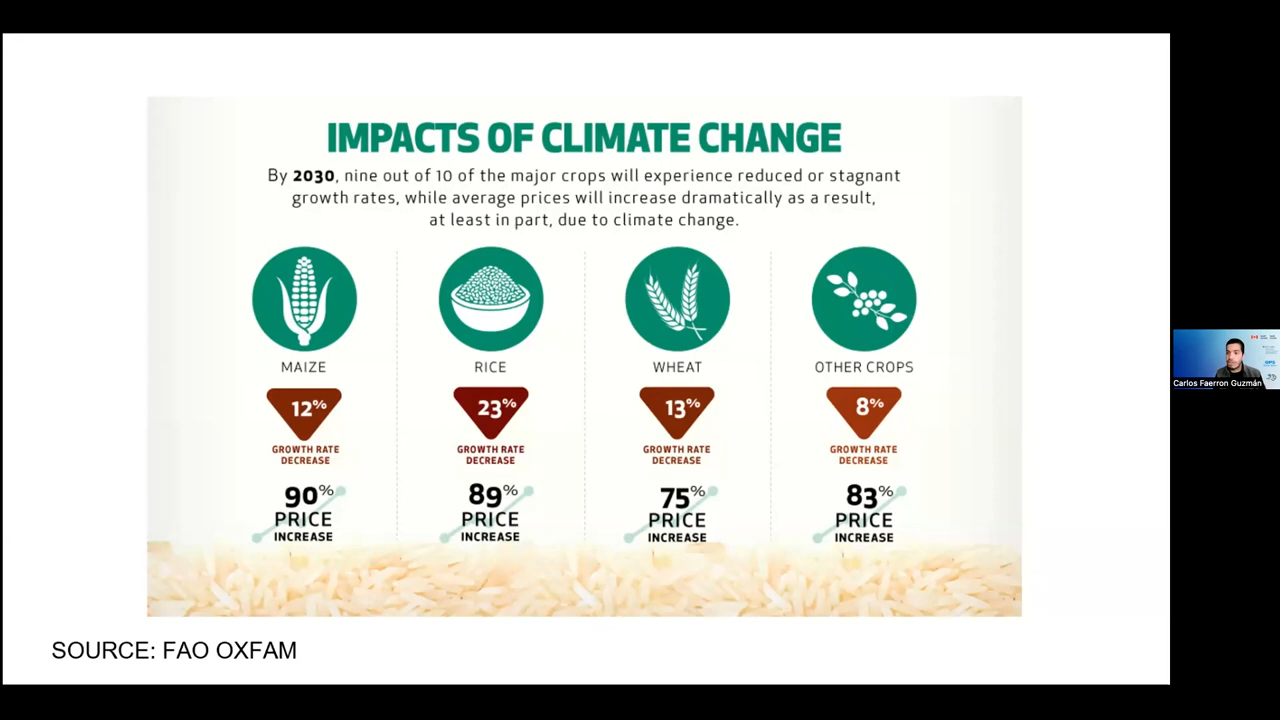 IMPACTS OF CLIMATE CHANGE
By 2030, nine out of 10 of the major crops will experience reduced or stagnant
growth rates, while average prices will increase dramatically as a result,
at least in part, due to climate change.
MAIZE
12%
GROWTH RATE
DECREASE
90%
PRICE
INCREASE
RICE
23%
GROWTH RATE
DECREASE
89%
PRICE
INCREASE
WHEAT
13%
GROWTH RATE
DECREASE
75%
PRICE
INCREASE
OTHER CROPS
8%
GROWTH RATE
DECREASE
83%
PRICE
INCREASE
SOURCE: FAO OXFAM
Carlos Faerron Guzmán